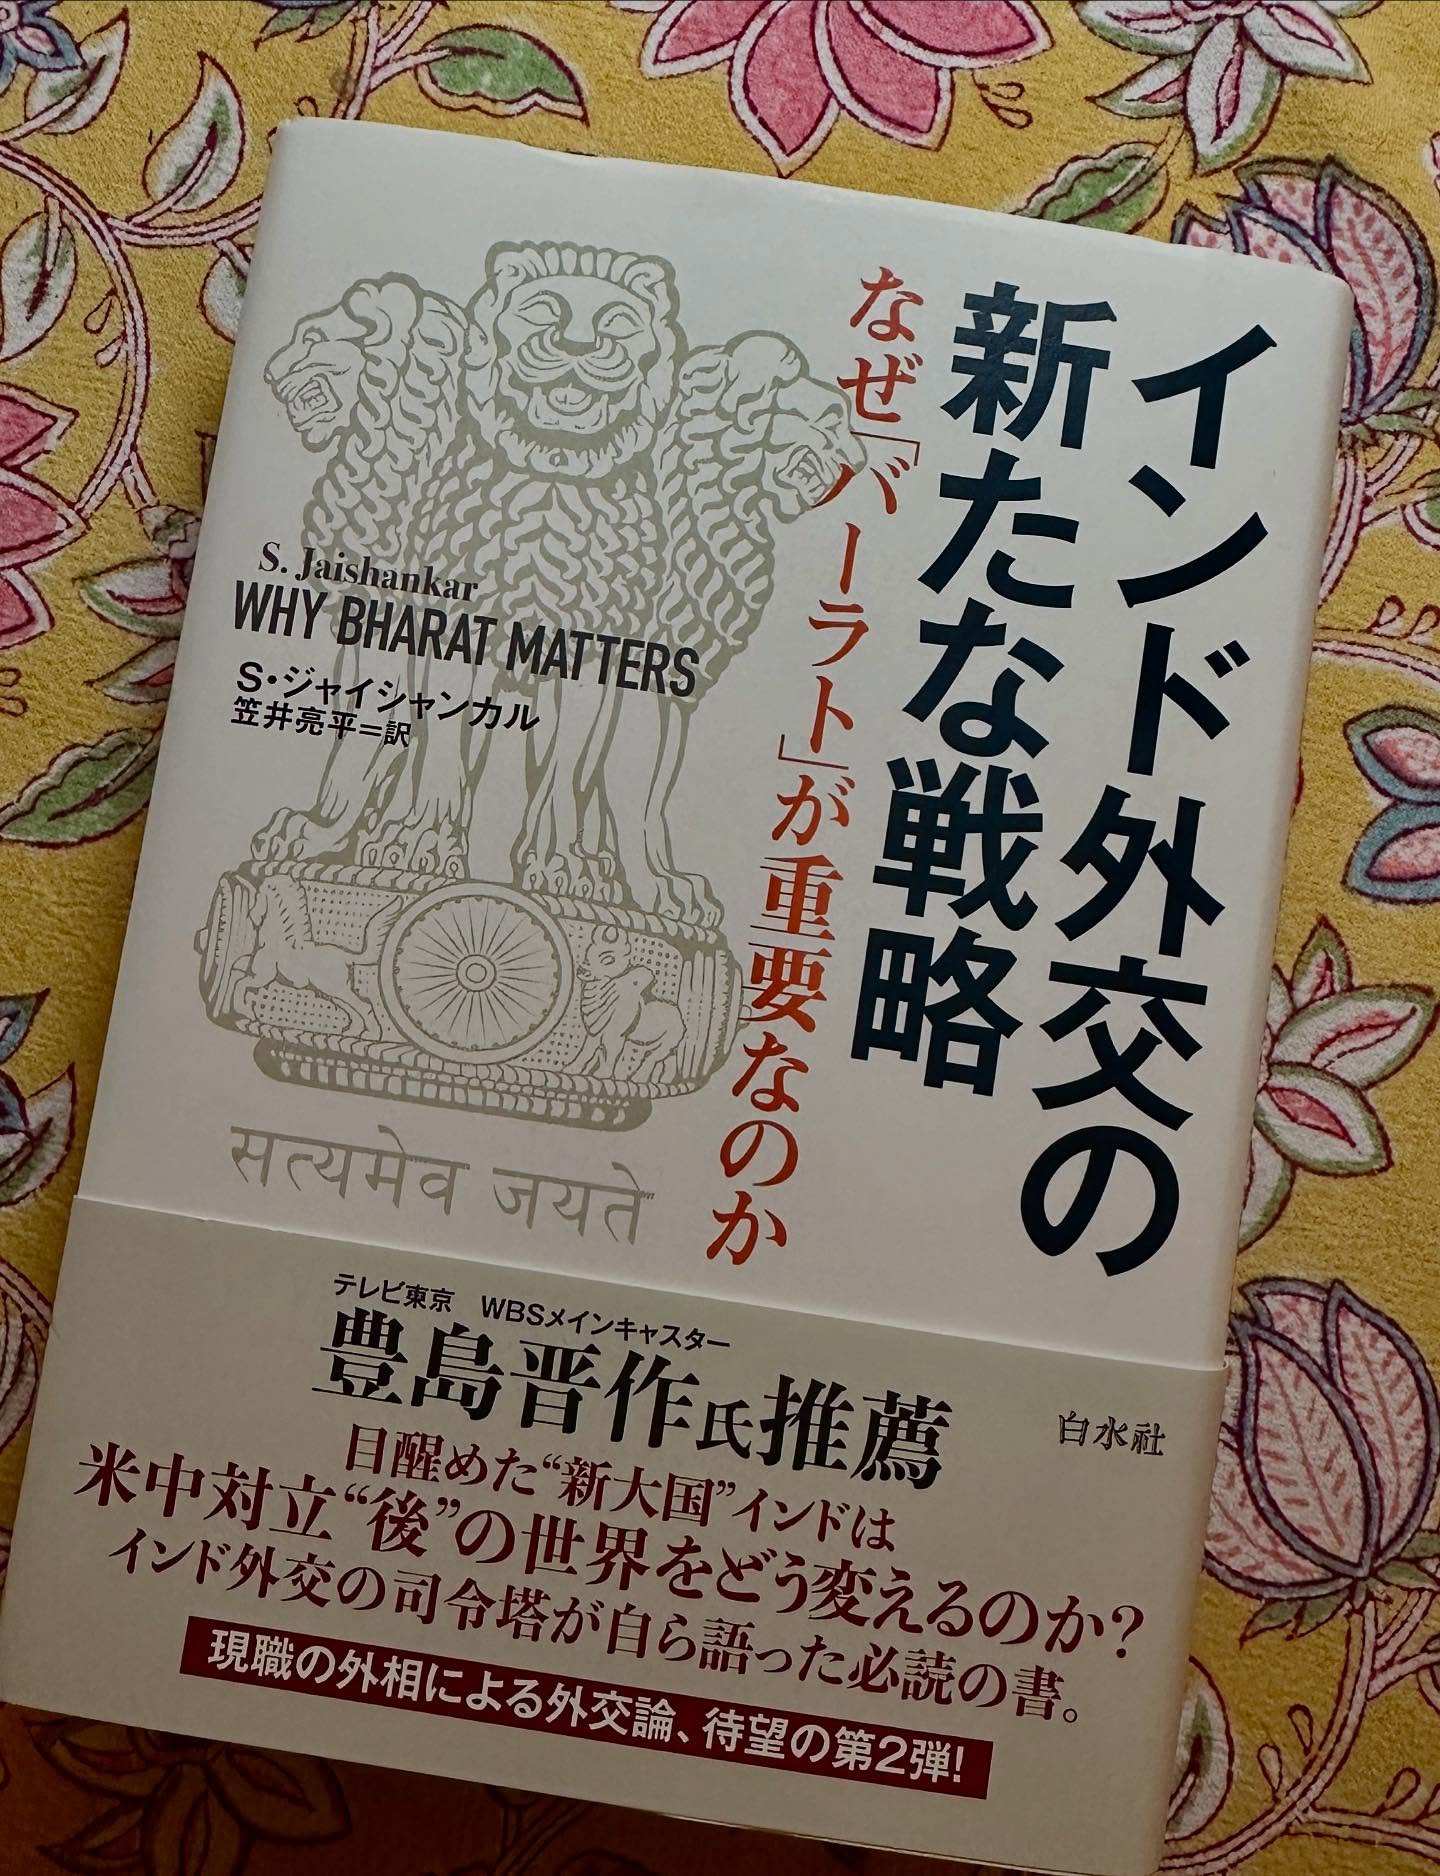 インド外交の
新たな戦略
なぜ「バーラト」が重要なのか
S. Jaishankar
WHY BHARAT MATTERS
S・ジャイシャンカル
笠井亮平=訳
सत्यमेव जयते
テレビ東京 WBSメインキャスター
豊島晋作氏推薦
白水社
目醒めた“新大国”インドは
米中対立“後”の世界をどう変えるのか?
インド外交の司令塔が自ら語った必読の書。
現職の外相による外交論、待望の第2弾!